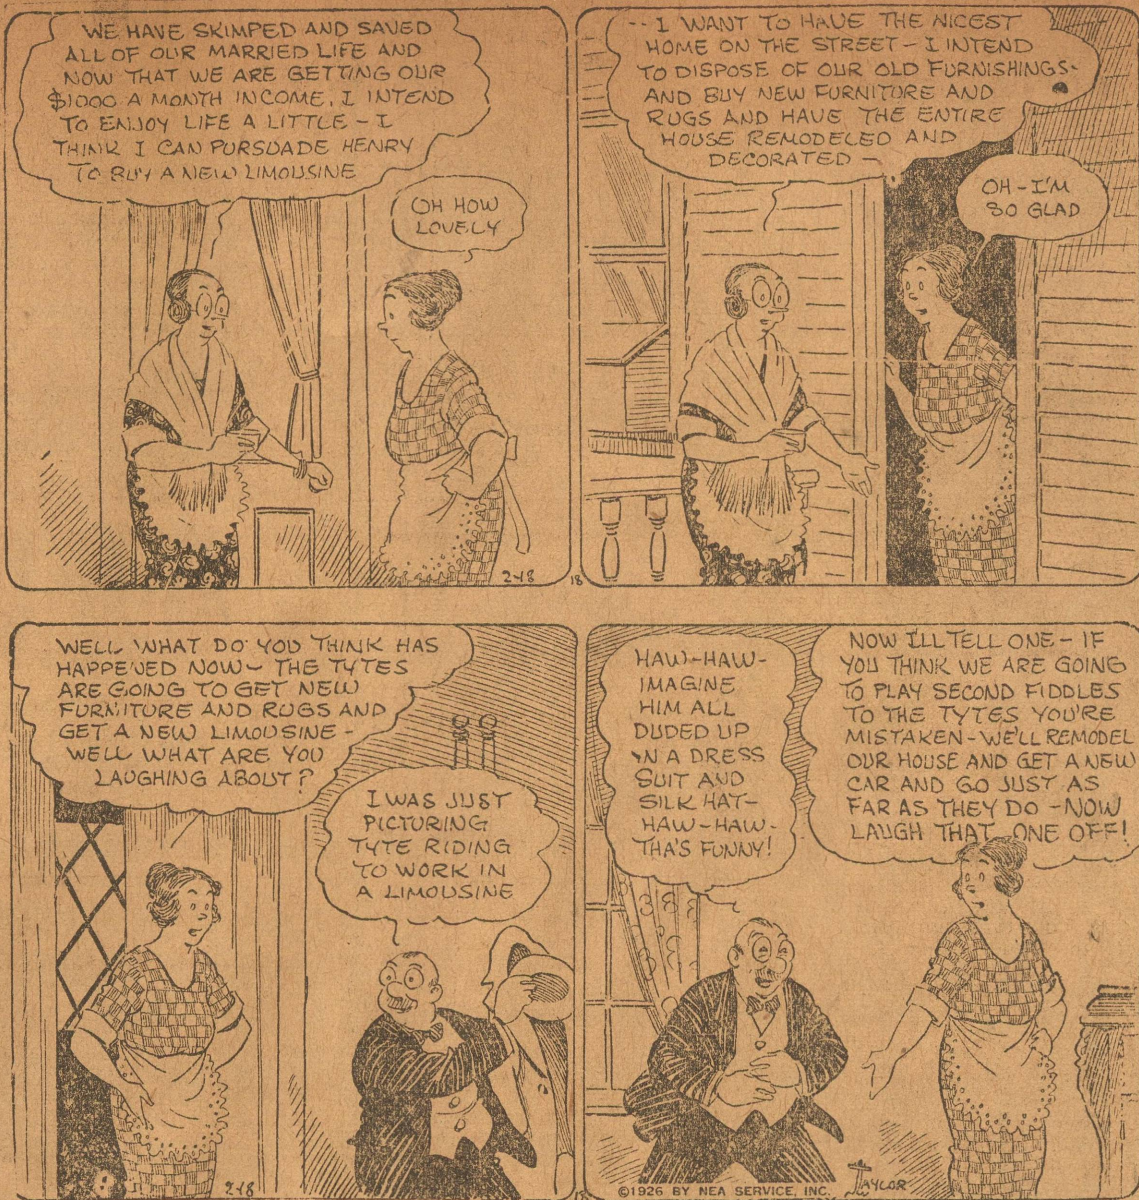 WE HAVE SKIMPED AND SAVED
ALL OF OUR MARRIED LIFE AND
NOW THAT WE ARE GETTING OUR
$1000 A MONTH INCOME, I INTEND
TO ENJOY LIFE A LITTLE – I
THINK I CAN PURSUADE HENRY
TO BUY A NEW LIMOUSINE
OH HOW
LOVELY
2-18
-- I WANT TO HAVE THE NICEST
HOME ON THE STREET – I INTEND
TO DISPOSE OF OUR OLD FURNISHINGS-
AND BUY NEW FURNITURE AND
RUGS AND HAVE THE ENTIRE
HOUSE REMODELED AND
DECORATED –
OH - I'M
SO GLAD
18
WELL WHAT DO YOU THINK HAS
HAPPENED NOW – THE TYTES
ARE GOING TO GET NEW
FURNITURE AND RUGS AND
GET A NEW LIMOUSINE -
WELL WHAT ARE YOU
LAUGHING ABOUT?
I WAS JUST
PICTURING
TYTE RIDING
TO WORK IN
A LIMOUSINE
2-18
HAW-HAW-
IMAGINE
HIM ALL
DUDED UP
IN A DRESS
SUIT AND
SILK HAT-
HAW-HAW-
THA'S FUNNY!
NOW I'LL TELL ONE – IF
YOU THINK WE ARE GOING
TO PLAY SECOND FIDDLES
TO THE TYTES YOU'RE
MISTAKEN – WE'LL REMODEL
OUR HOUSE AND GET A NEW
CAR AND GO JUST AS
FAR AS THEY DO – NOW
LAUGH THAT ONE OFF!
©1926 BY NEA SERVICE, INC.
TAYLOR